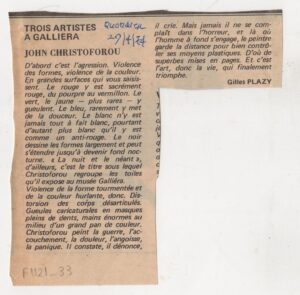 TROIS ARTISTES
A GALLIERA
29/4/74
JOHN CHRISTOFOROU
D'abord c'est l'agression. Violence
des formes, violence de la couleur.
En grandes surfaces qui vous saisis-
sent. Le rouge y est sacrément
rouge, du pourpre au vermillon. Le
vert, le jaune — plus rares — y
gueulent. Le bleu, rarement y met
de la douceur. Le blanc n'y est
jamais tout à fait blanc, pourtant
d'autant plus blanc qu'il y est
comme un anti-rouge. Le noir
dessine les formes largement et peut
s'étendre jusqu'à devenir fond noc-
turne. « La nuit et le néant »,
d'ailleurs, c'est le titre sous lequel
Christoforou regroupe les toiles
qu'il expose au musée Galliéra.
Violence de la forme tourmentée et
de la couleur hurlante, donc. Dis-
torsion des corps désarticulés.
Gueules caricaturales en masques
pleins de dents, mains énormes au
milieu d'un grand pan de couleur.
Christoforou peint la guerre, l'ac-
couchement, la douleur, l'angoisse,
la panique. Il constate, il dénonce,
il crie. Mais jamais il ne se com-
plaît dans l'horreur, et là où
l'homme à fond s'engage, le peintre
garde la distance pour bien contrô-
ler ses moyens plastiques. D'où de
superbes mises en pages. Et c'est
l'art, donc la vie, qui finalement
triomphe.
Gilles PLAZY
F1121_33